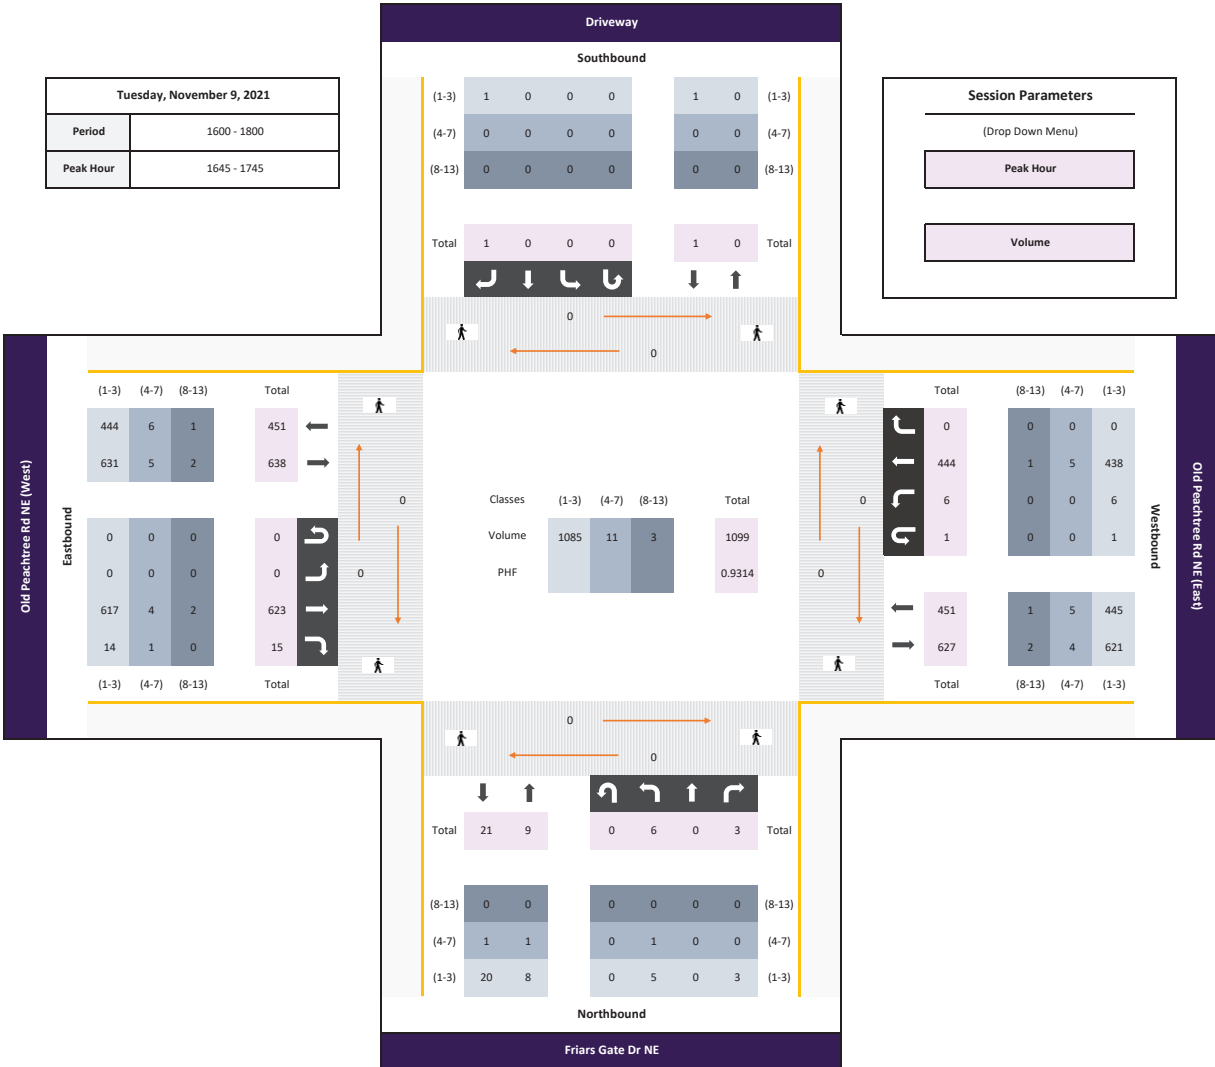 Driveway
Southbound
Tuesday, November 9, 2021
Period 1600 - 1800
Peak Hour 1645 - 1745
Session Parameters
(Drop Down Menu)
Peak Hour
Volume
(1-3) 1 0 0 0 1 0 (1-3)
(4-7) 0 0 0 0 0 0 (4-7)
(8-13) 0 0 0 0 0 0 (8-13)
Total 1 0 0 0 1 0 Total
0
0
Old Peachtree Rd NE (West)
Eastbound
(1-3) (4-7) (8-13) Total
444 6 1 451
631 5 2 638
0 0 0 0
0 0 0 0
617 4 2 623
14 1 0 15
(1-3) (4-7) (8-13) Total
0
0
Classes (1-3) (4-7) (8-13) Total
Volume 1085 11 3 1099
PHF 0.9314
0
0
Total (8-13) (4-7) (1-3)
0 0 0 0
444 1 5 438
6 0 0 6
1 0 0 1
451 1 5 445
627 2 4 621
Total (8-13) (4-7) (1-3)
Westbound
Old Peachtree Rd NE (East)
0
0
Total 21 9 0 6 0 3 Total
(8-13) 0 0 0 0 0 0 (8-13)
(4-7) 1 1 0 1 0 0 (4-7)
(1-3) 20 8 0 5 0 3 (1-3)
Northbound
Friars Gate Dr NE